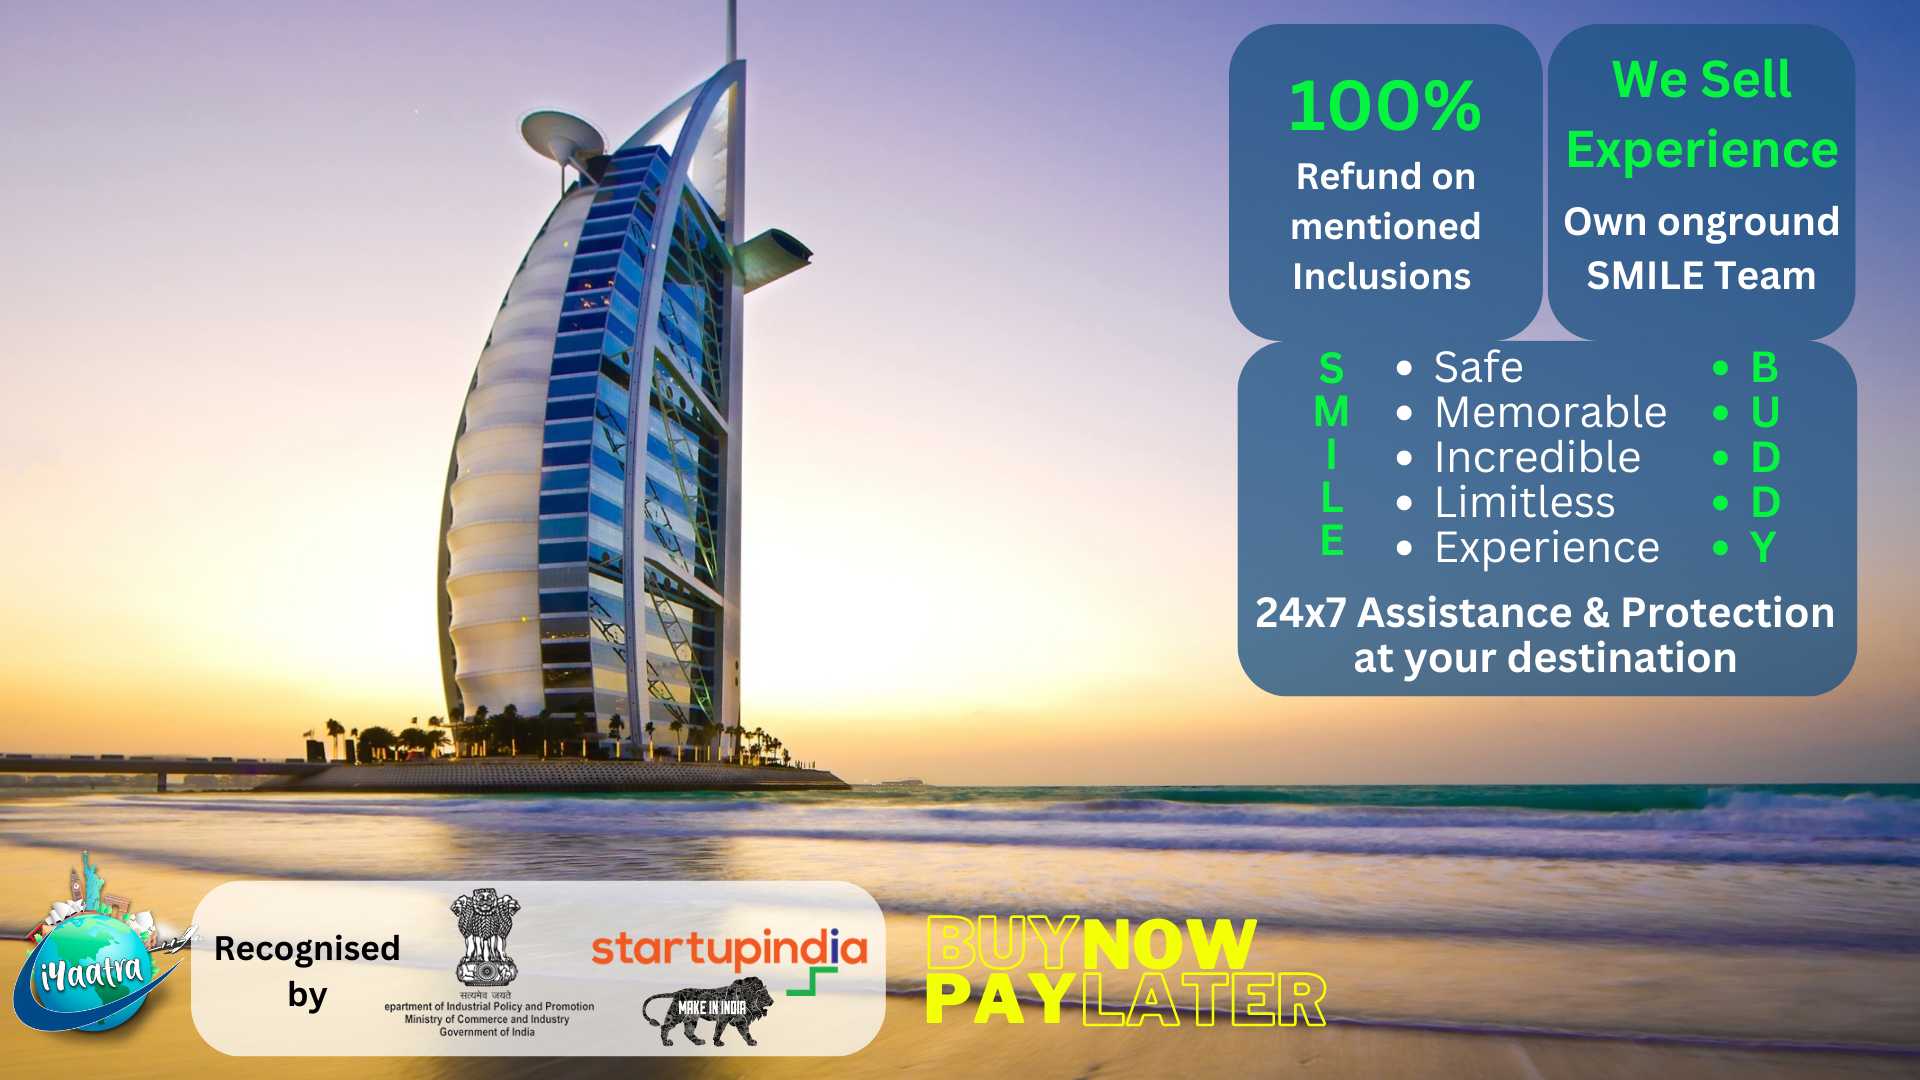 100%
Refund on
mentioned
Inclusions
We Sell
Experience
Own onground
SMILE Team
S • Safe • B
M • Memorable • U
I • Incredible • D
L • Limitless • D
E • Experience • Y
24x7 Assistance & Protection
at your destination
iYaatra
Recognised
by
सत्यमेव जयते
epartment of Industrial Policy and Promotion
Ministry of Commerce and Industry
Government of India
startupindia
MAKE IN INDIA
BUYNOW
PAYLATER